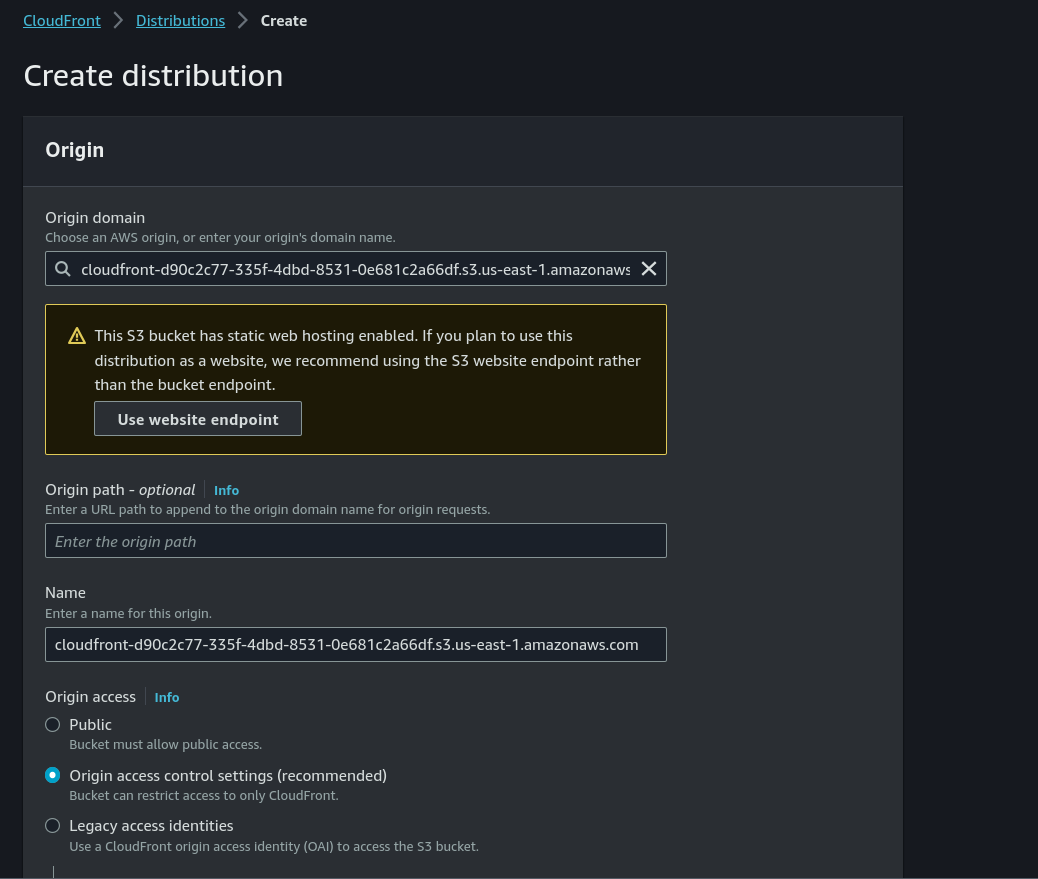 CloudFront > Distributions > Create
Create distribution
Origin
Origin domain
Choose an AWS origin, or enter your origin's domain name.
cloudfront-d90c2c77-335f-4dbd-8531-0e681c2a66df.s3.us-east-1.amazonaws
This S3 bucket has static web hosting enabled. If you plan to use this
distribution as a website, we recommend using the S3 website endpoint rather
than the bucket endpoint.
Use website endpoint
Origin path - optional Info
Enter a URL path to append to the origin domain name for origin requests.
Enter the origin path
Name
Enter a name for this origin.
cloudfront-d90c2c77-335f-4dbd-8531-0e681c2a66df.s3.us-east-1.amazonaws.com
Origin access Info
Public
Bucket must allow public access.
Origin access control settings (recommended)
Bucket can restrict access to only CloudFront.
Legacy access identities
Use a CloudFront origin access identity (OAI) to access the S3 bucket.